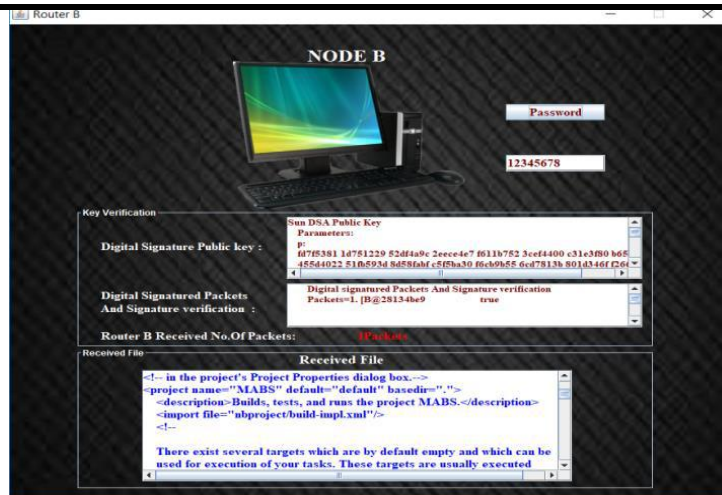 Router B
NODE B
Password
12345678
Key Verification
Digital Signature Public key :
Sun DSA Public Key
Parameters:
p:
fd7f5381 1d751229 52df4a9c 2eece4e7 f611b752 3cef4400 c31e3f80 b65
455d4022 51fb593d 8d58fabf c5f5ba30 f6cb9b55 6cd7813b 801d346f f266
Digital Signatured Packets
And Signature verification :
Digital signatured Packets And Signature verification
Packets=1. [B@28134be9 true
Router B Received No.Of Packets: 1Packets
Received File
Received File
<!-- in the project's Project Properties dialog box.-->
<project name="MABS" default="default" basedir=".">
<description>Builds, tests, and runs the project MABS.</description>
<import file="nbproject/build-impl.xml"/>
<!--
There exist several targets which are by default empty and which can be
used for execution of your tasks. These targets are usually executed